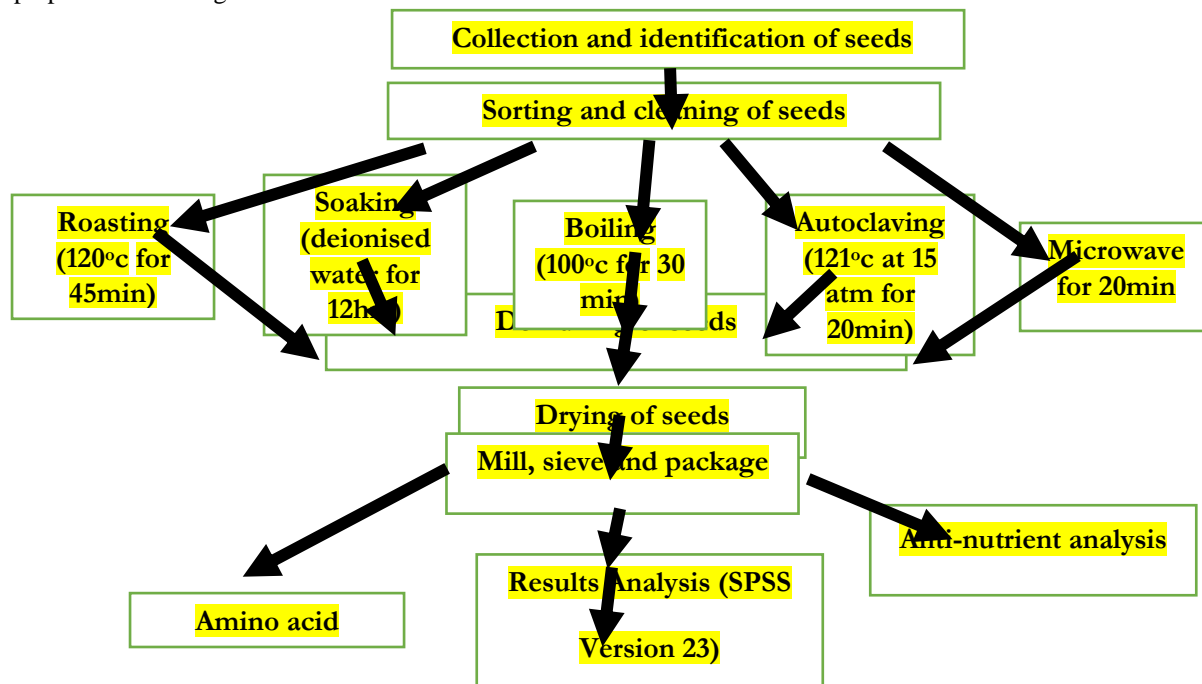 Collection and identification of seeds
Sorting and cleaning of seeds
Roasting
(120ᵒc for
45min)
Soaking
(deionised
water for
Boiling
(100ᵒc for 30
min)
Autoclaving
(121ᵒc at 15
atm for
20min)
Microwave
for 20min
seeds
Drying of seeds
Mill, sieve and package
Amino acid
Results Analysis (SPSS
Version 23)
Anti-nutrient analysis